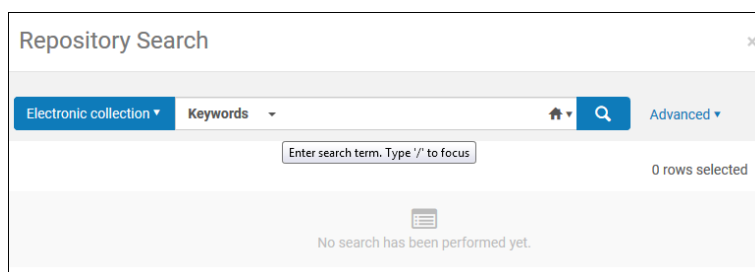 Repository Search
Electronic collection Keywords Advanced
Enter search term. Type '/' to focus
0 rows selected
No search has been performed yet.